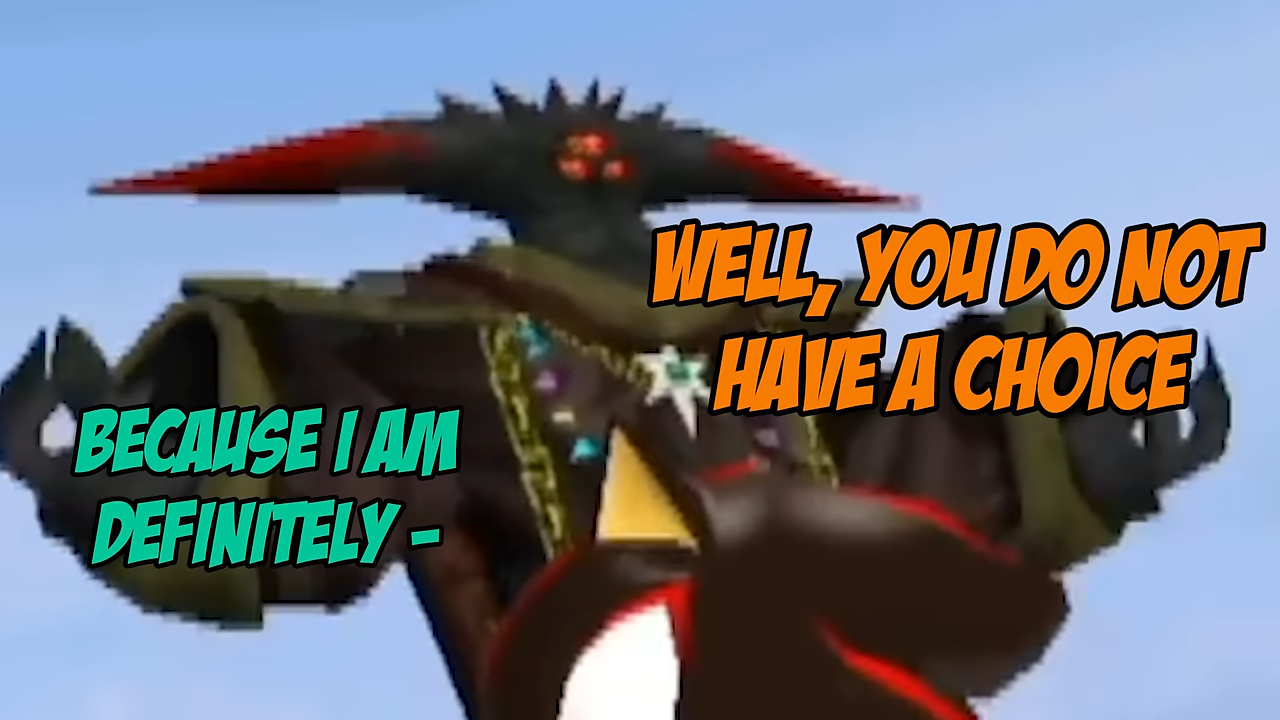 WELL, YOU DO NOT
HAVE A CHOICE
BECAUSE I AM
DEFINITELY -